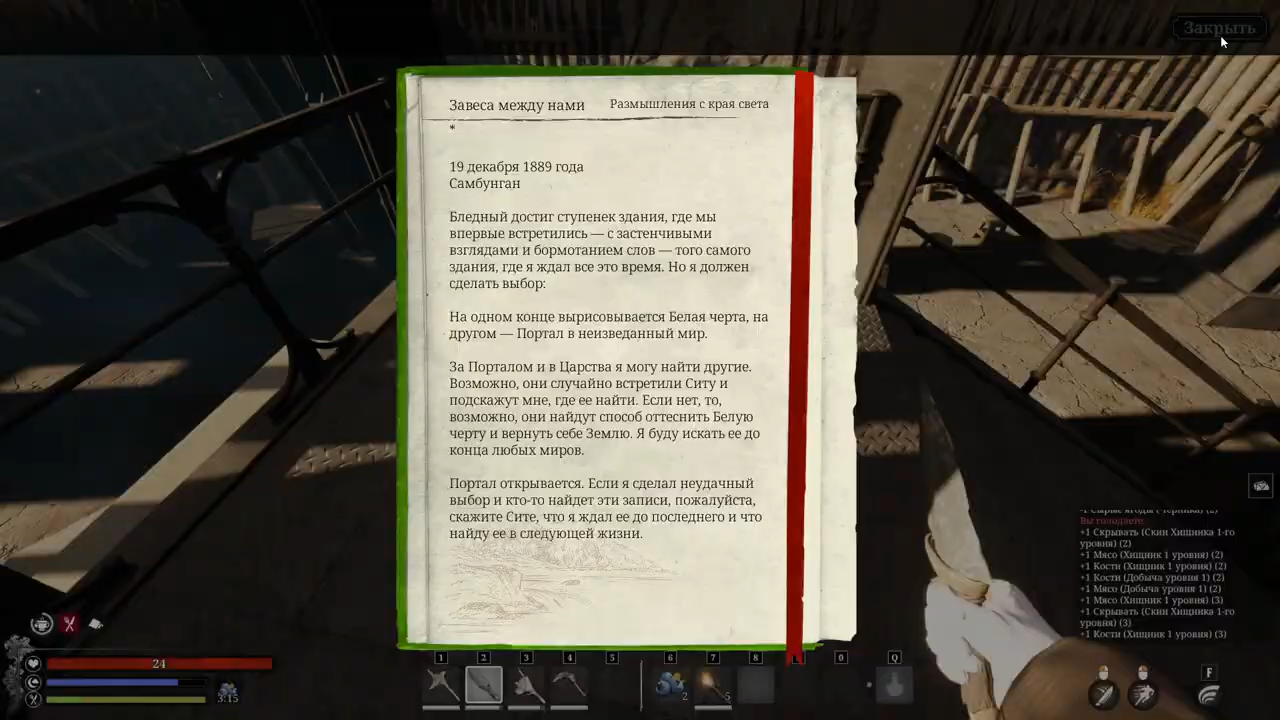 Закрыть
Завеса между нами
Размышления с края света
*
19 декабря 1889 года
Самбунган
Бледный достиг ступенек здания, где мы
впервые встретились — с застенчивыми
взглядами и бормотанием слов — того самого
здания, где я ждал все это время. Но я должен
сделать выбор:
На одном конце вырисовывается Белая черта, на
другом — Портал в неизведанный мир.
За Порталом и в Царства я могу найти другие.
Возможно, они случайно встретили Ситу и
подскажут мне, где ее найти. Если нет, то,
возможно, они найдут способ оттеснить Белую
черту и вернуть себе Землю. Я буду искать ее до
конца любых миров.
Портал открывается. Если я сделал неудачный
выбор и кто-то найдет эти записи, пожалуйста,
скажите Сите, что я ждал ее до последнего и что
найду ее в следующей жизни.
Вы голодаете.
+1 Скрывать (Скин Хищника 1-го
уровня) (2)
+1 Мясо (Хищник 1 уровня) (2)
+1 Кости (Хищник 1 уровня) (2)
+1 Кости (Добыча уровня 1) (2)
+1 Мясо (Добыча уровня 1) (2)
+1 Мясо (Хищник 1 уровня) (3)
+1 Скрывать (Скин Хищника 1-го
уровня) (3)
+1 Кости (Хищник 1 уровня) (3)
24
3:15
1 2 3 4 5 6 7 8 0 Q
2 5
F